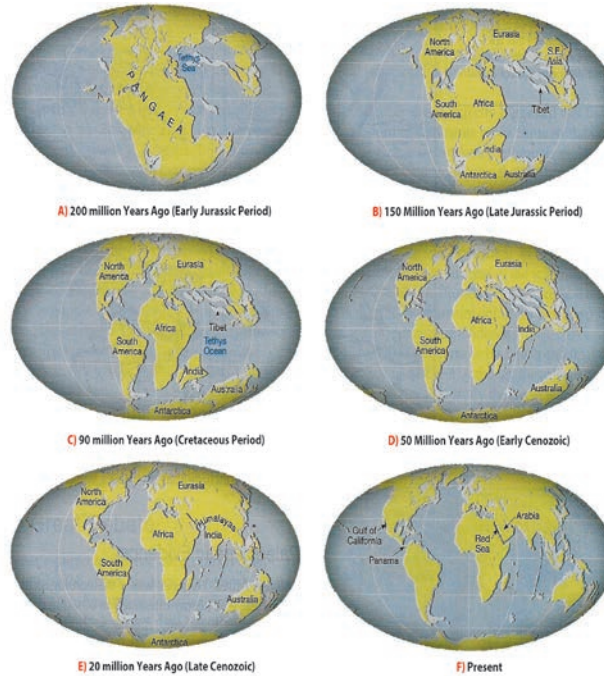 Tethys
Sea
PANGAEA
A) 200 million Years Ago (Early Jurassic Period)
North
America
Eurasia
S.E.
Asia
South
America
Africa
Tibet
India
Antarctica
Australia
B) 150 Million Years Ago (Late Jurassic Period)
North
America
Eurasia
South
America
Africa
Tibet
Tethys
Ocean
India
Australia
Antarctica
C) 90 million Years Ago (Cretaceous Period)
North
America
Eurasia
South
America
Africa
India
Australia
Antarctica
D) 50 Million Years Ago (Early Cenozoic)
North
America
Eurasia
Himalayas
South
America
Africa
India
Australia
Antarctica
E) 20 million Years Ago (Late Cenozoic)
Gulf of
California
Panama
Red
Sea
Arabia
F) Present